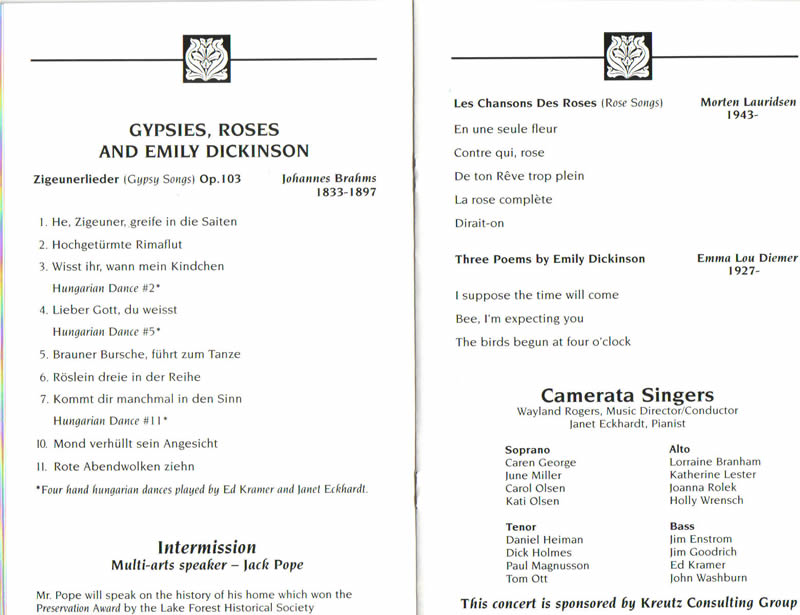 GYPSIES, ROSES
AND EMILY DICKINSON
Zigeunerlieder (Gypsy Songs) Op.103 Johannes Brahms
1833-1897
1. He, Zigeuner, greife in die Saiten
2. Hochgetürmte Rimaflut
3. Wisst ihr, wann mein Kindchen
Hungarian Dance #2*
4. Lieber Gott, du weisst
Hungarian Dance #5*
5. Brauner Bursche, führt zum Tanze
6. Röslein dreie in der Reihe
7. Kommt dir manchmal in den Sinn
Hungarian Dance #11*
10. Mond verhüllt sein Angesicht
11. Rote Abendwolken ziehn
*Four hand hungarian dances played by Ed Kramer and Janet Eckhardt.
Intermission
Multi-arts speaker – Jack Pope
Mr. Pope will speak on the history of his home which won the
Preservation Award by the Lake Forest Historical Society
Les Chansons Des Roses (Rose Songs) Morten Lauridsen
1943-
En une seule fleur
Contre qui, rose
De ton Rêve trop plein
La rose complète
Dirait-on
Three Poems by Emily Dickinson Emma Lou Diemer
1927-
I suppose the time will come
Bee, I'm expecting you
The birds begun at four o'clock
Camerata Singers
Wayland Rogers, Music Director/Conductor
Janet Eckhardt, Pianist
Soprano Alto
Caren George Lorraine Branham
June Miller Katherine Lester
Carol Olsen Joanna Rolek
Kati Olsen Holly Wrensch
Tenor Bass
Daniel Heiman Jim Enstrom
Dick Holmes Jim Goodrich
Paul Magnusson Ed Kramer
Tom Ott John Washburn
This concert is sponsored by Kreutz Consulting Group